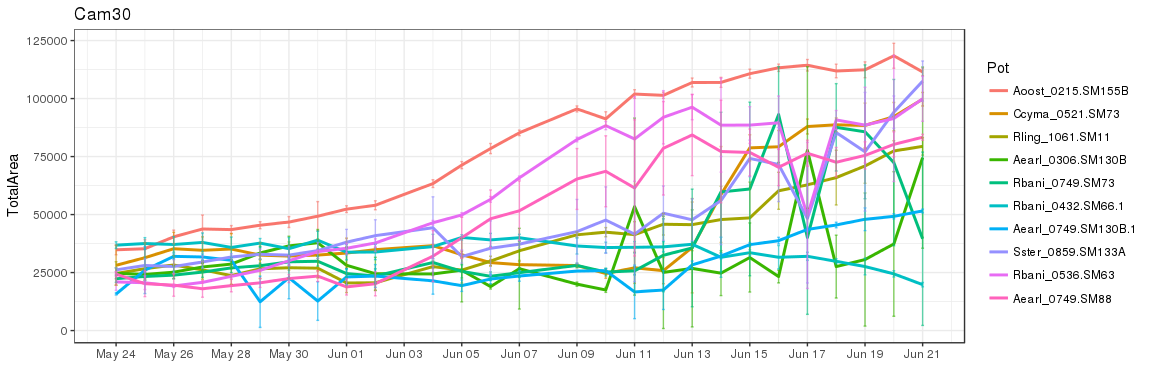 Cam30
TotalArea
125000
100000
75000
50000
25000
0
May 24 May 26 May 28 May 30 Jun 01 Jun 03 Jun 05 Jun 07 Jun 09 Jun 11 Jun 13 Jun 15 Jun 17 Jun 19 Jun 21
Pot
Aoost_0215.SM155B
Ccyma_0521.SM73
Rling_1061.SM11
Aearl_0306.SM130B
Rbani_0749.SM73
Rbani_0432.SM66.1
Aearl_0749.SM130B.1
Sster_0859.SM133A
Rbani_0536.SM63
Aearl_0749.SM88